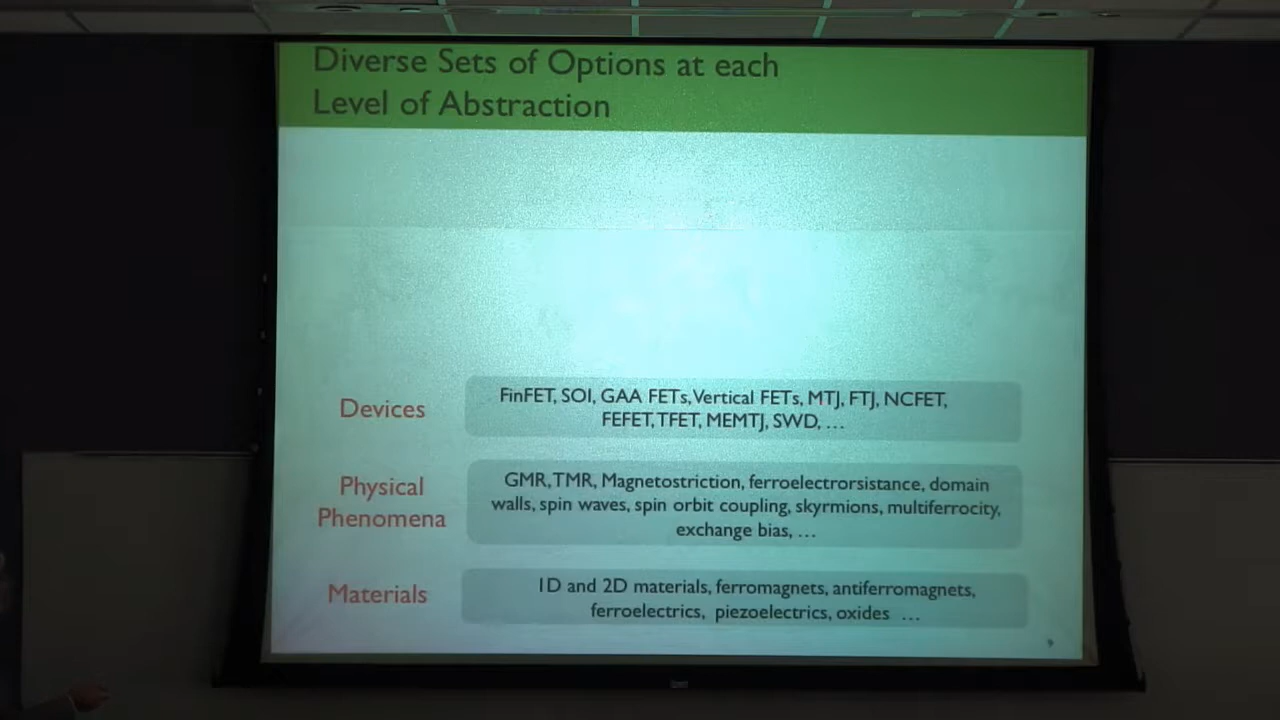 Diverse Sets of Options at each
Level of Abstraction
Devices
FinFET, SOI, GAA FETs, Vertical FETs, MTJ, FTJ, NCFET,
FEFET, TFET, MEMTJ, SWD, …
Physical
Phenomena
GMR, TMR, Magnetostriction, ferroelectrorsistance, domain
walls, spin waves, spin orbit coupling, skyrmions, multiferrocity,
exchange bias, …
Materials
1D and 2D materials, ferromagnets, antiferromagnets,
ferroelectrics, piezoelectrics, oxides …
9